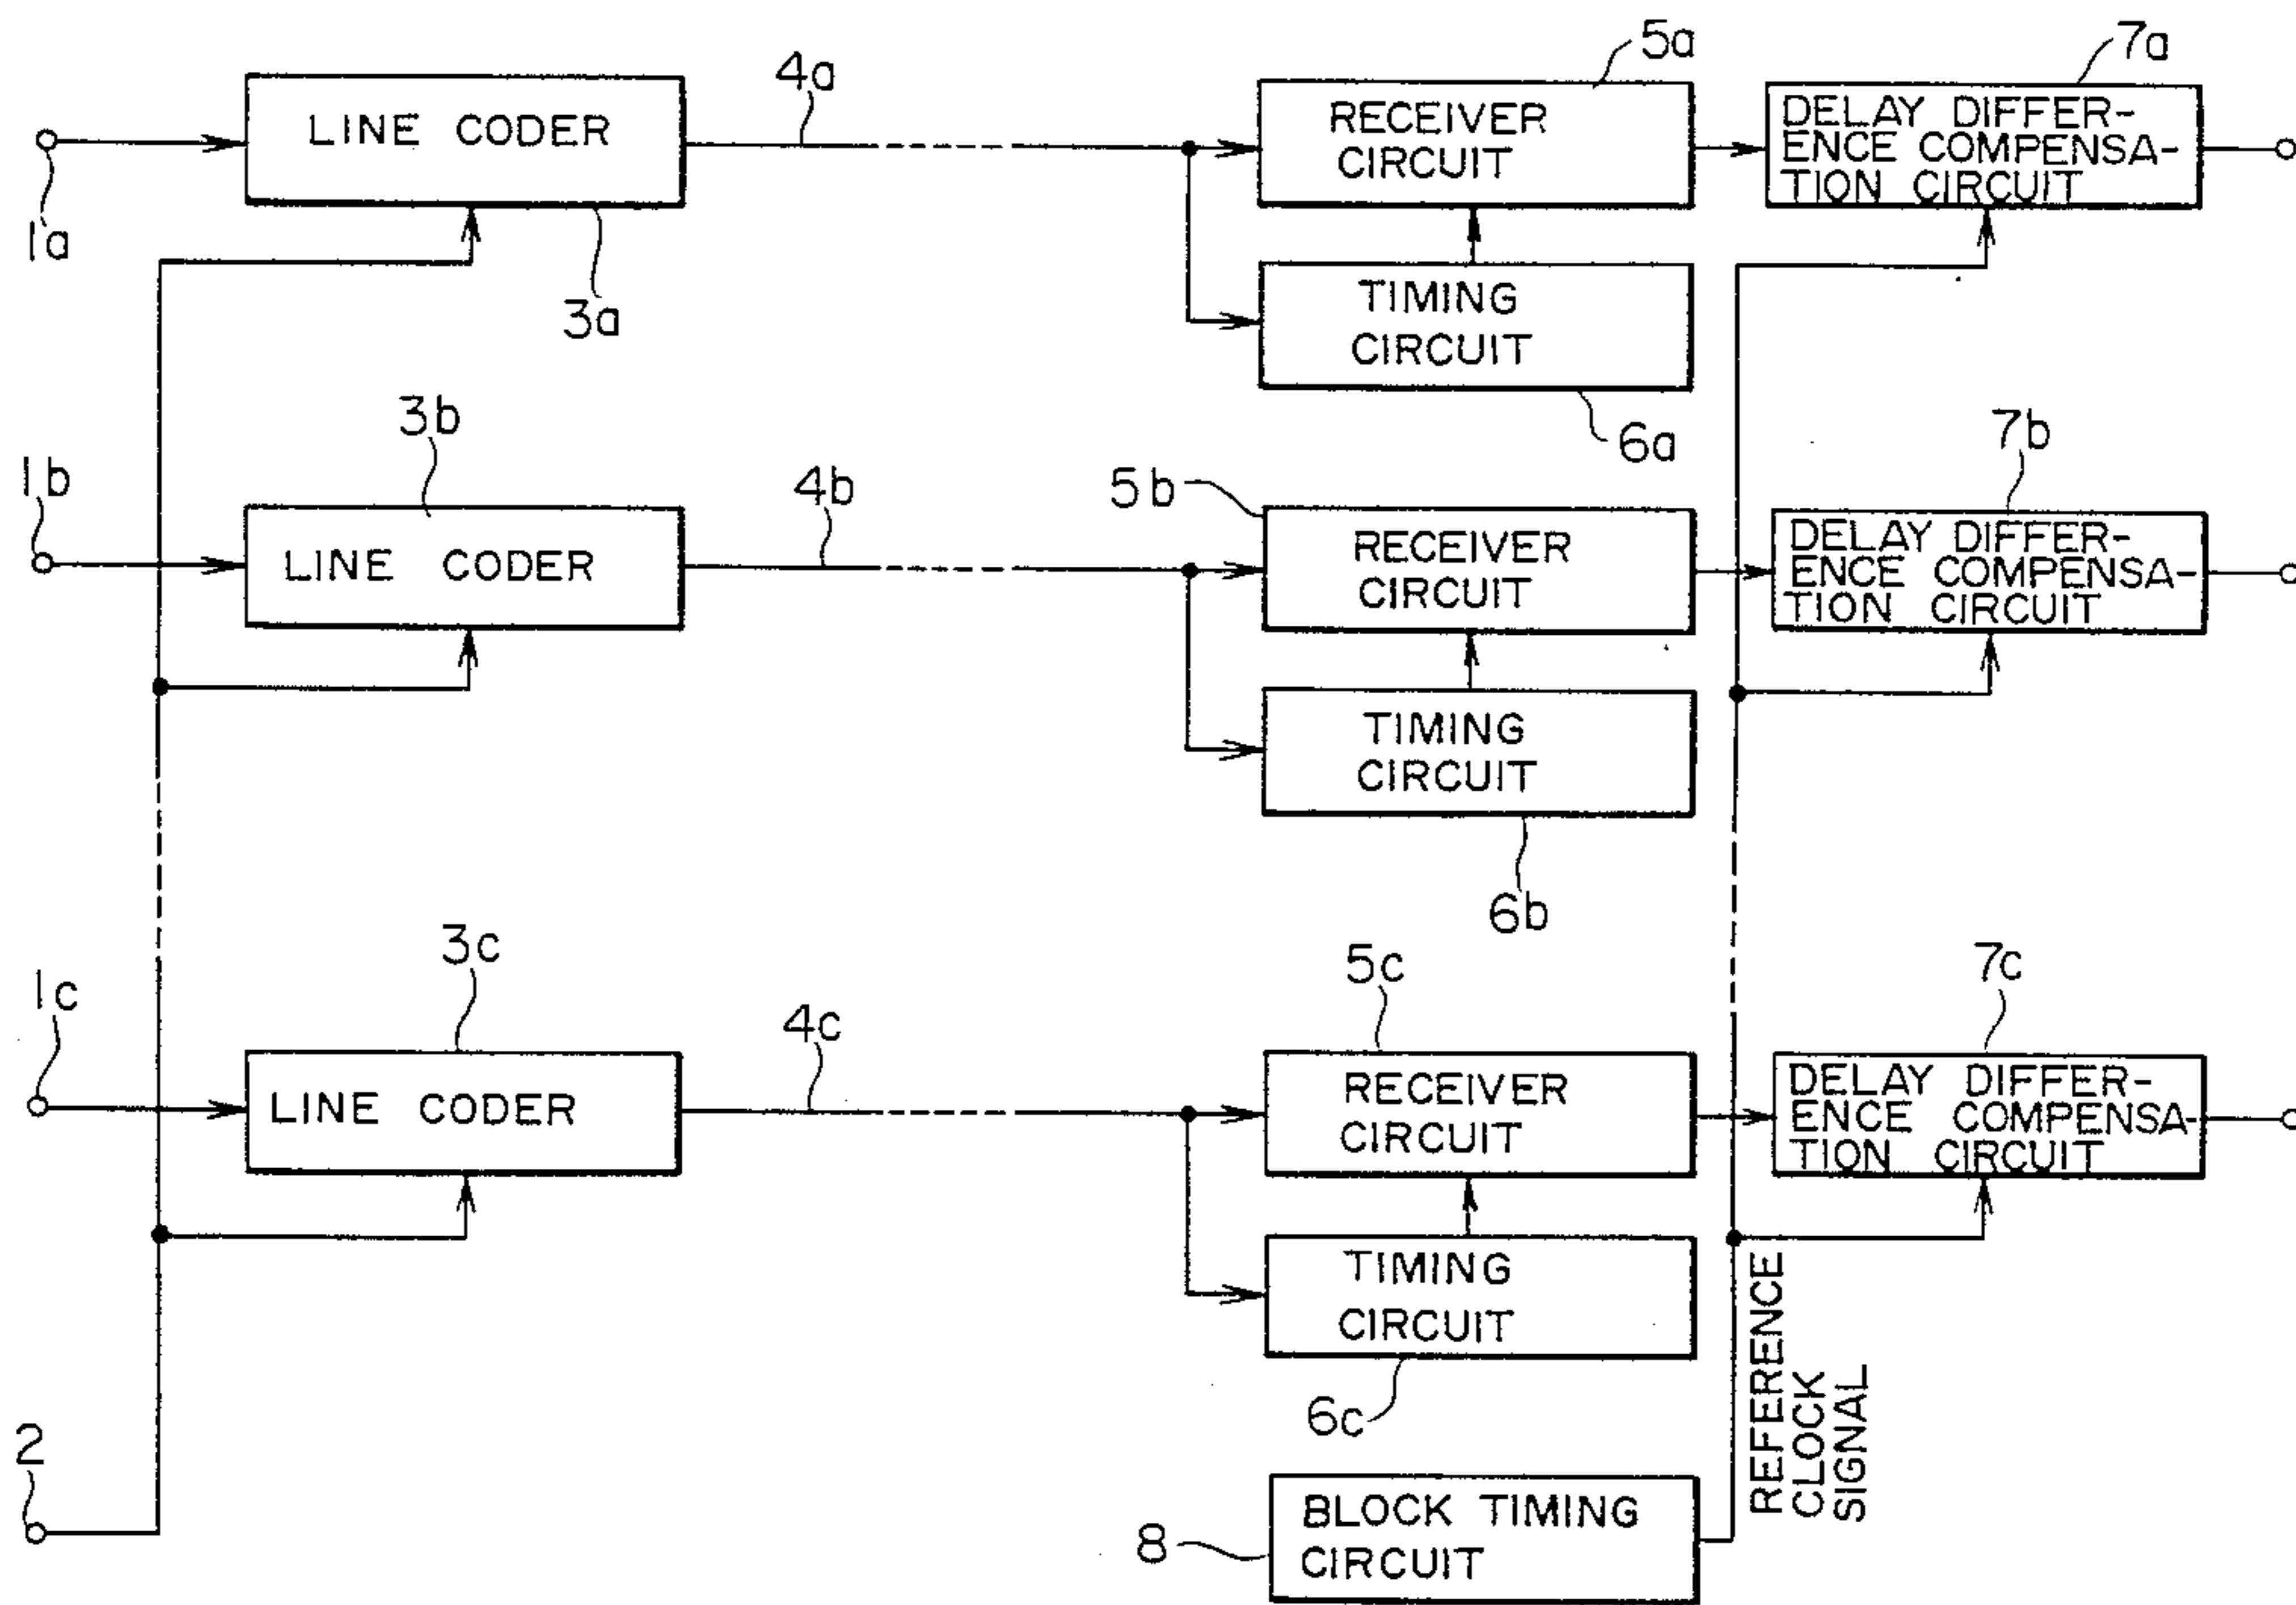 5a
7a
4a
LINE CODER
RECEIVER
CIRCUIT
DELAY DIFFER-
ENCE COMPENSA-
TION CIRCUIT
1a
3a
TIMING
CIRCUIT
6a
3b
7b
1b
4b
5b
LINE CODER
RECEIVER
CIRCUIT
DELAY DIFFER-
ENCE COMPENSA-
TION CIRCUIT
TIMING
CIRCUIT
6b
3c
5c
7c
1c
4c
LINE CODER
RECEIVER
CIRCUIT
DELAY DIFFER-
ENCE COMPENSA-
TION CIRCUIT
TIMING
CIRCUIT
6c
REFERENCE
CLOCK
SIGNAL
2
8
BLOCK TIMING
CIRCUIT